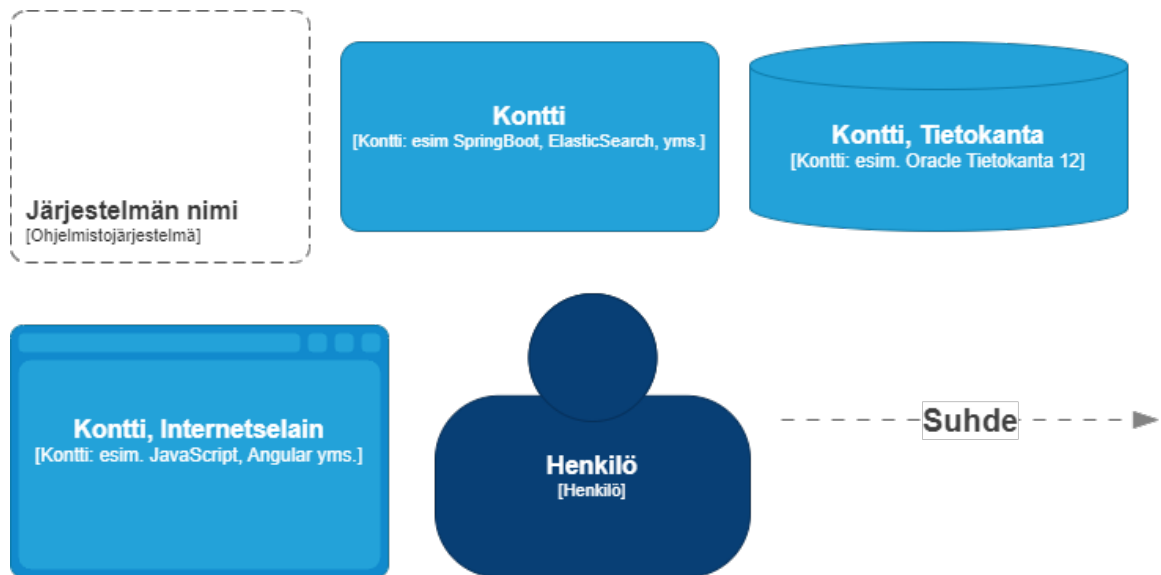 Järjestelmän nimi
[Ohjelmistojärjestelmä]
Kontti
[Kontti: esim SpringBoot, ElasticSearch, yms.]
Kontti, Tietokanta
[Kontti: esim. Oracle Tietokanta 12]
Kontti, Internetselain
[Kontti: esim. JavaScript, Angular yms.]
Henkilö
[Henkilö]
Suhde